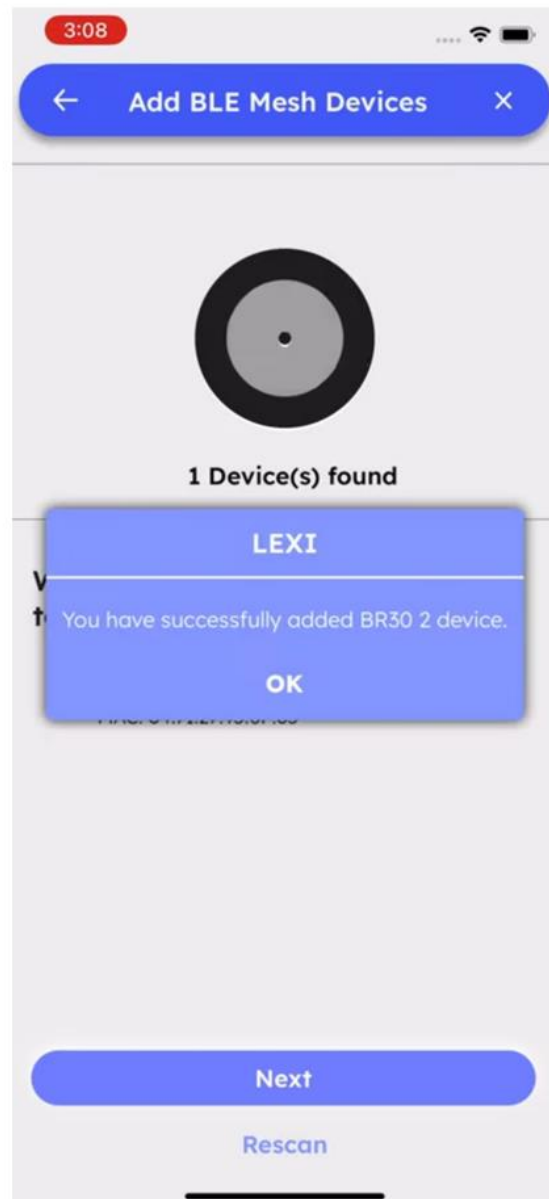 3:08
Add BLE Mesh Devices
1 Device(s) found
LEXI
You have successfully added BR30 2 device.
OK
Next
Rescan